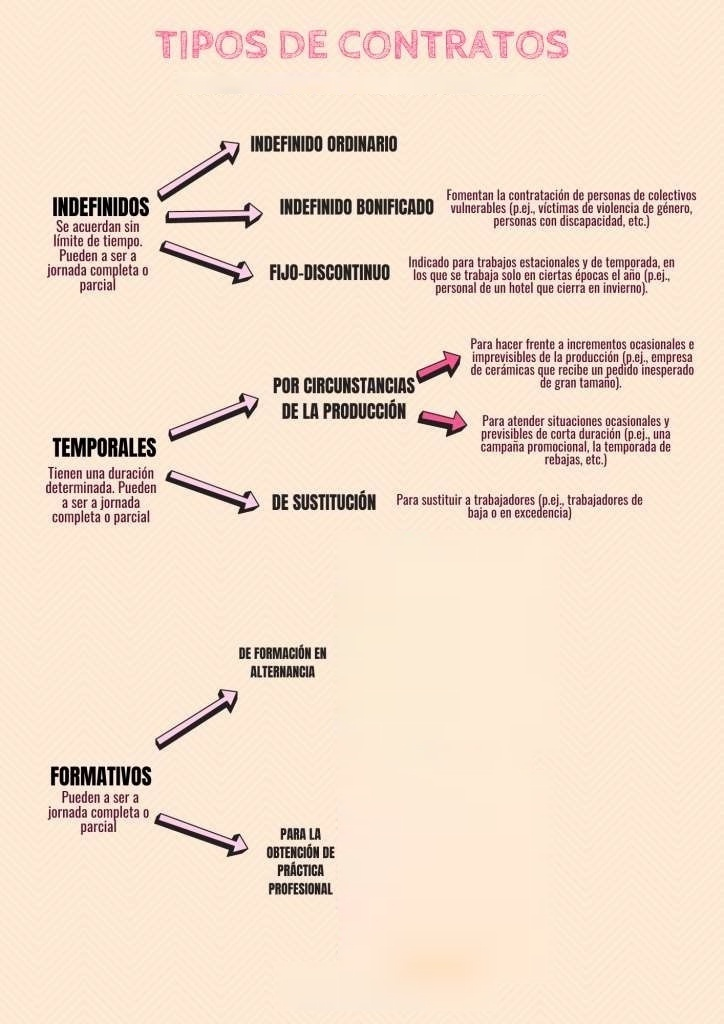 TIPOS DE CONTRATOS
INDEFINIDOS
Se acuerdan sin
límite de tiempo.
Pueden a ser a
jornada completa o
parcial
INDEFINIDO ORDINARIO
INDEFINIDO BONIFICADO
Fomentan la contratación de personas de colectivos
vulnerables (p.ej., víctimas de violencia de género,
personas con discapacidad, etc.)
FIJO-DISCONTINUO
Indicado para trabajos estacionales y de temporada, en
los que se trabaja solo en ciertas épocas el año (p.ej.,
personal de un hotel que cierra en invierno).
TEMPORALES
Tienen una duración
determinada. Pueden
a ser a jornada
completa o parcial
POR CIRCUNSTANCIAS
DE LA PRODUCCIÓN
Para hacer frente a incrementos ocasionales e
imprevisibles de la producción (p.ej., empresa
de cerámicas que recibe un pedido inesperado
de gran tamaño).
Para atender situaciones ocasionales y
previsibles de corta duración (p.ej., una
campaña promocional, la temporada de
rebajas, etc.)
DE SUSTITUCIÓN
Para sustituir a trabajadores (p.ej., trabajadores de
baja o en excedencia)
FORMATIVOS
Pueden a ser a
jornada completa o
parcial
DE FORMACIÓN EN
ALTERNANCIA
PARA LA
OBTENCIÓN DE
PRÁCTICA
PROFESIONAL